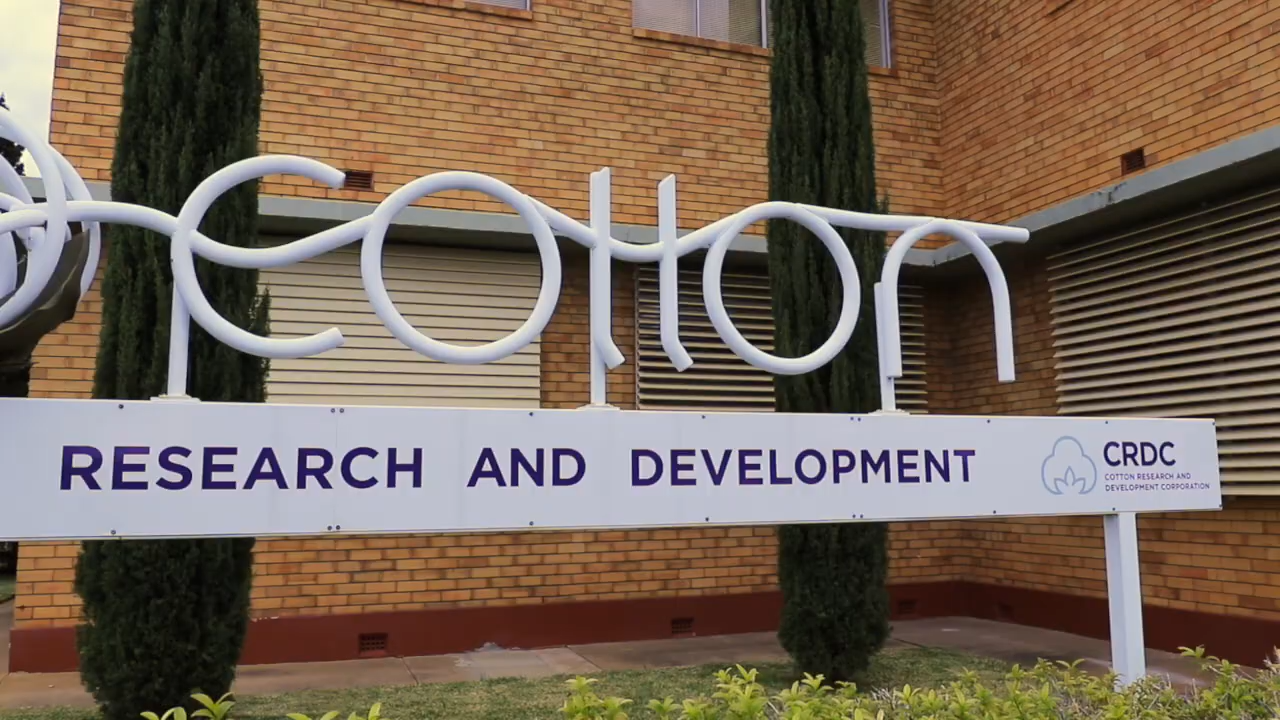 cotton
RESEARCH AND DEVELOPMENT
CRDC
COTTON RESEARCH AND
DEVELOPMENT CORPORATION